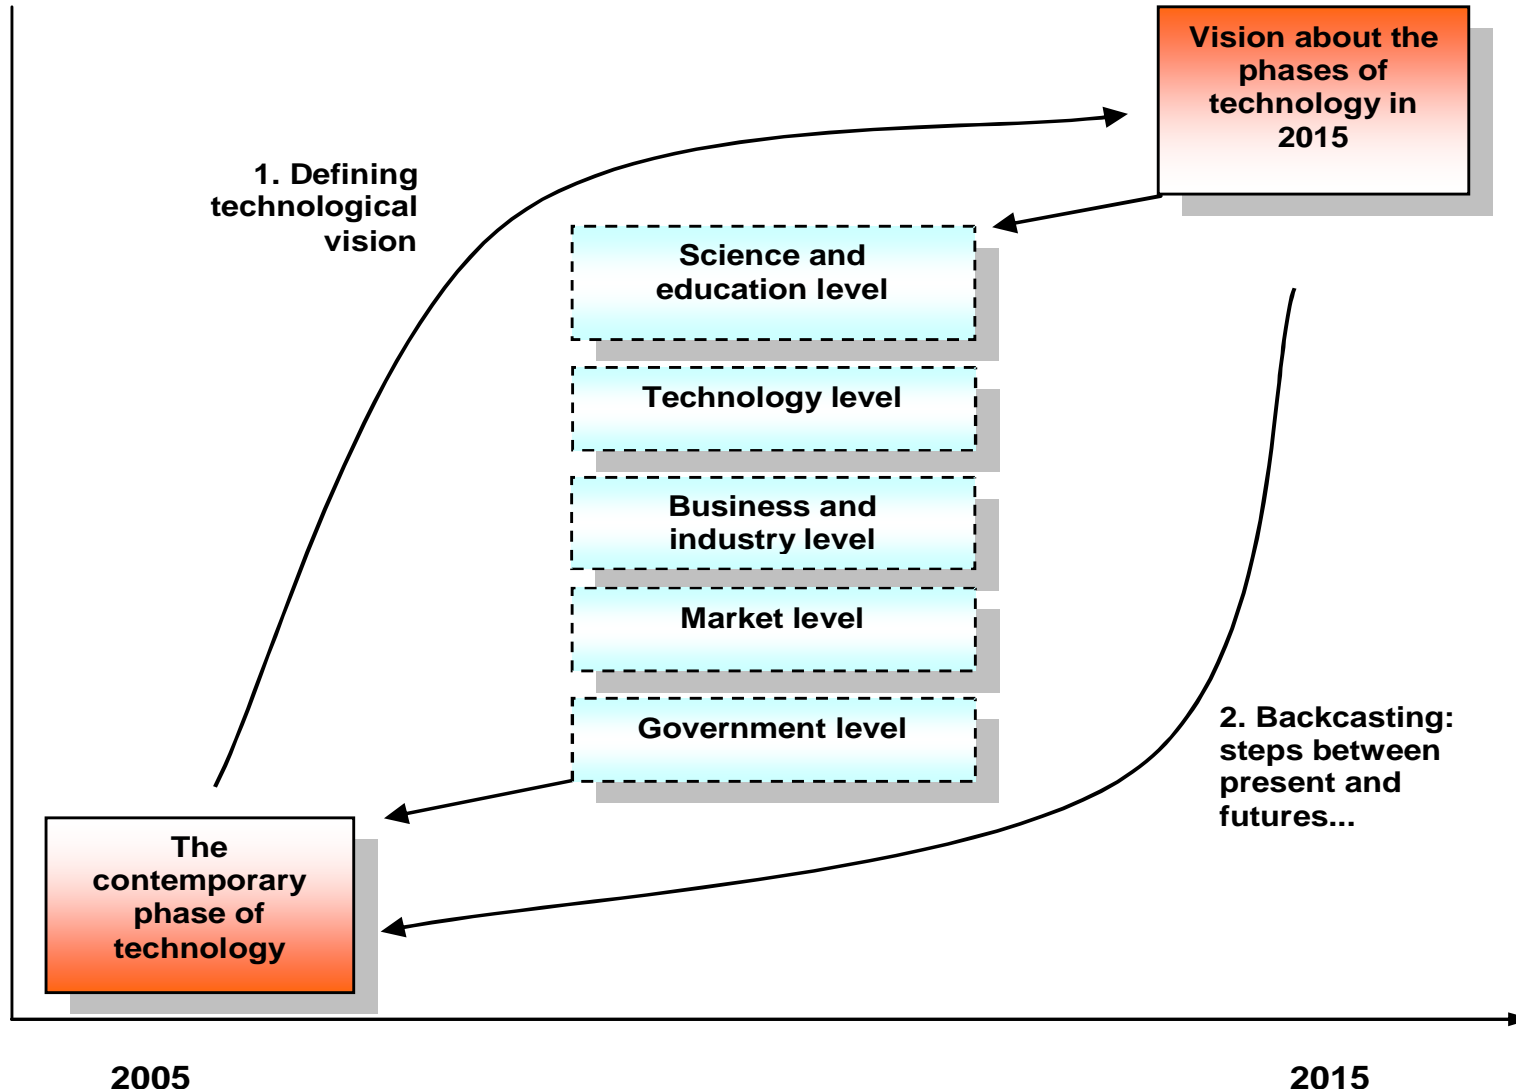 Vision about the
phases of
technology in
2015
1. Defining
technological
vision
Science and
education level
Technology level
Business and
industry level
Market level
Government level
2. Backcasting:
steps between
present and
futures...
The
contemporary
phase of
technology
2005
2015